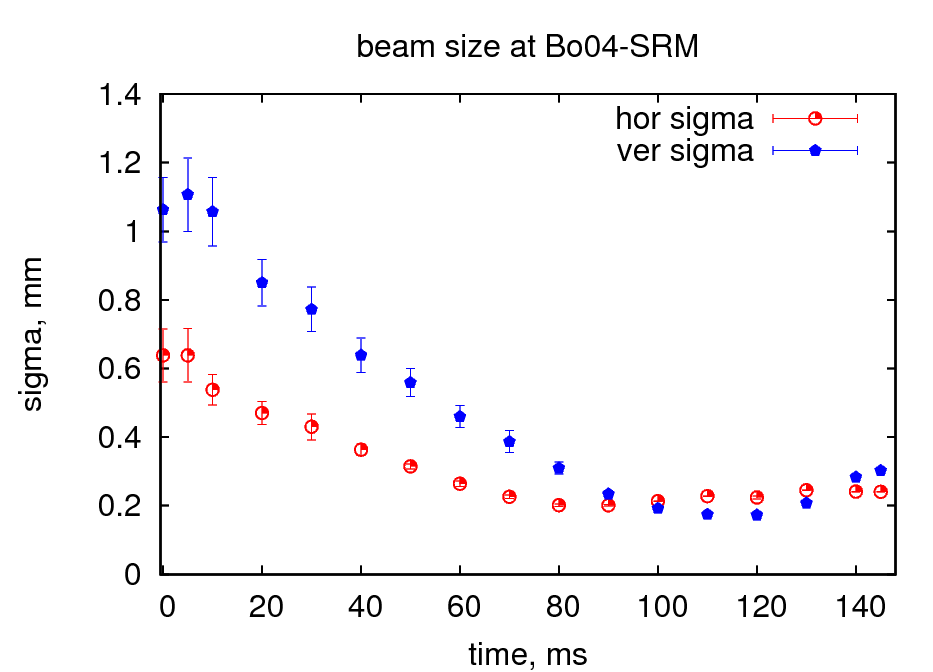 beam size at Bo04-SRM
hor sigma
ver sigma
sigma, mm
1.4
1.2
1
0.8
0.6
0.4
0.2
0
0 20 40 60 80 100 120 140
time, ms